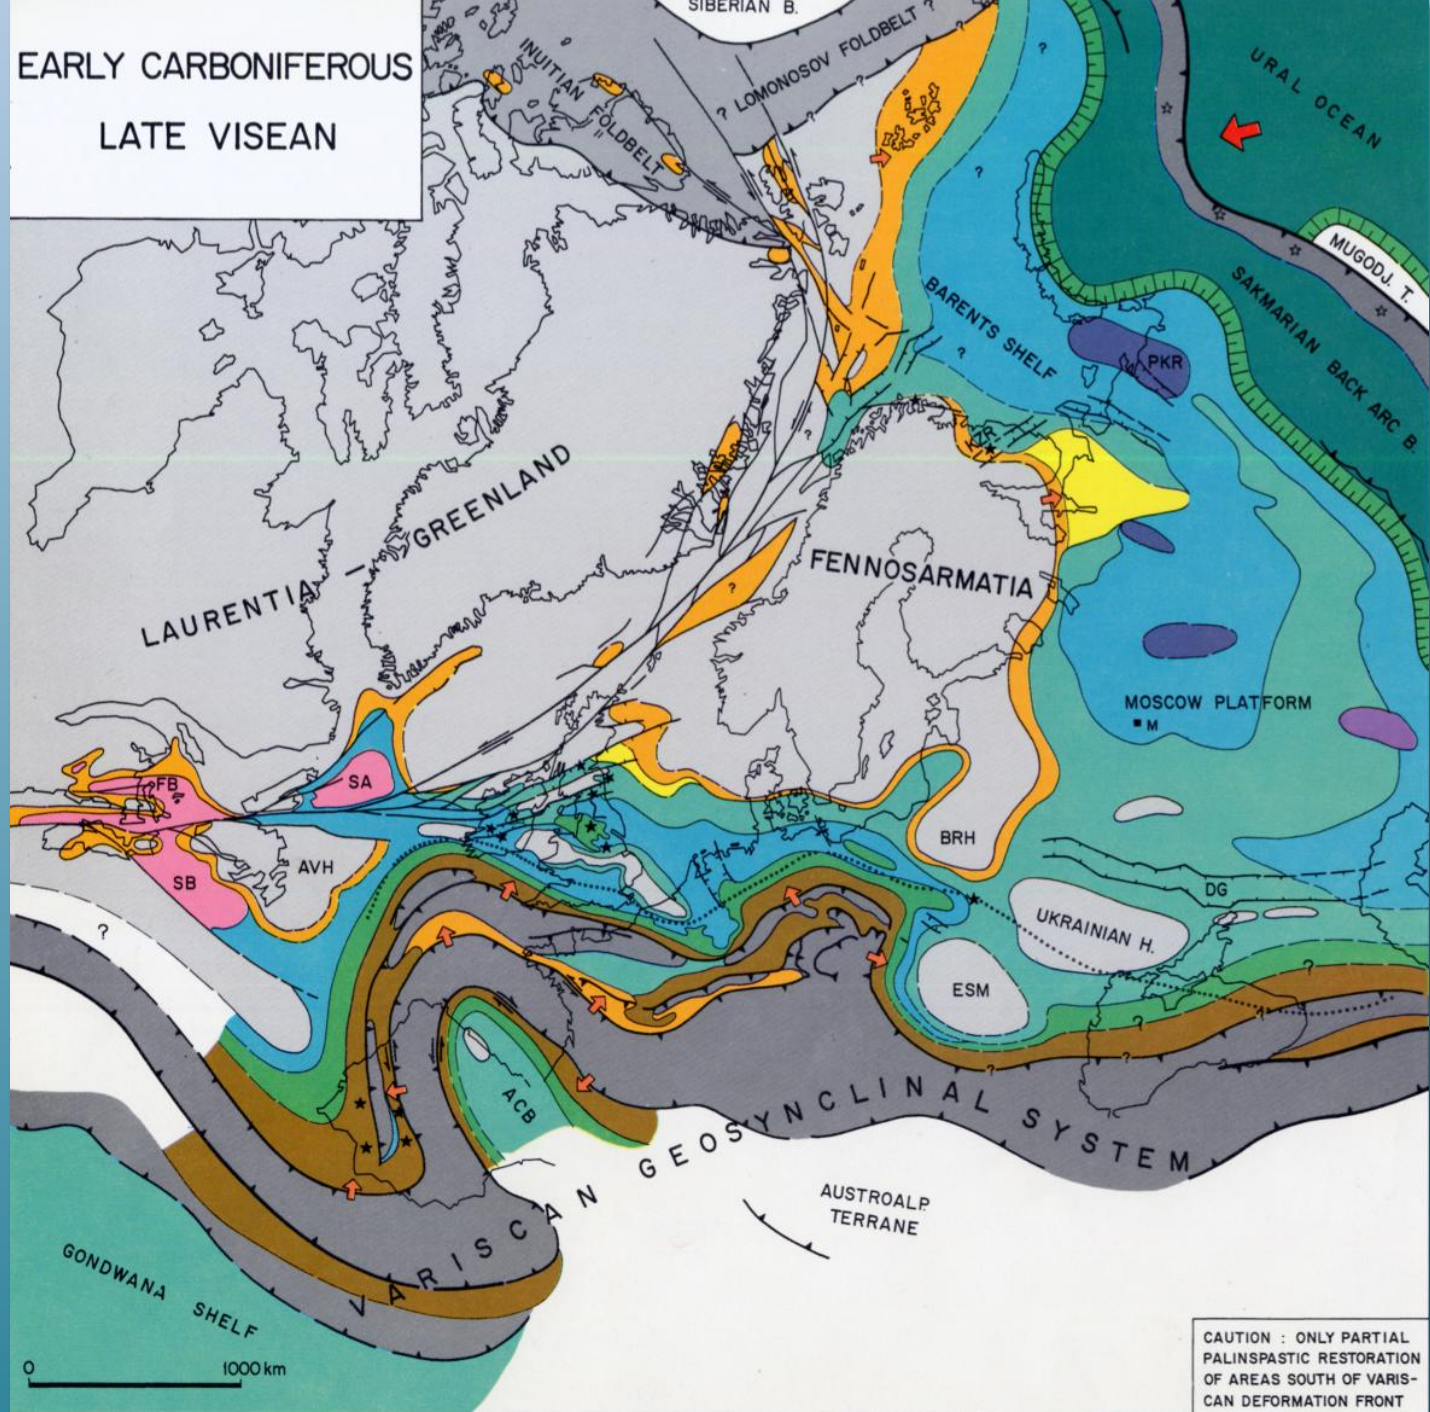 SIBERIAN B.
EARLY CARBONIFEROUS
LATE VISEAN
INUITIAN FOLDBELT
? LOMONOSOV FOLDBELT ?
URAL OCEAN
MUGODJ. T.
SAKMARIAN BACK ARC B.
BARENTS SHELF
PKR
GREENLAND
LAURENTIA –
FENNOSARMATIA
MOSCOW PLATFORM
M
FB
SA
SB
AVH
BRH
DG
UKRAINIAN H.
ESM
ACB
VARISCAN GEOSYNCLINAL SYSTEM
AUSTROALP.
TERRANE
GONDWANA SHELF
0 1000 km
CAUTION : ONLY PARTIAL
PALINSPASTIC RESTORATION
OF AREAS SOUTH OF VARIS-
CAN DEFORMATION FRONT